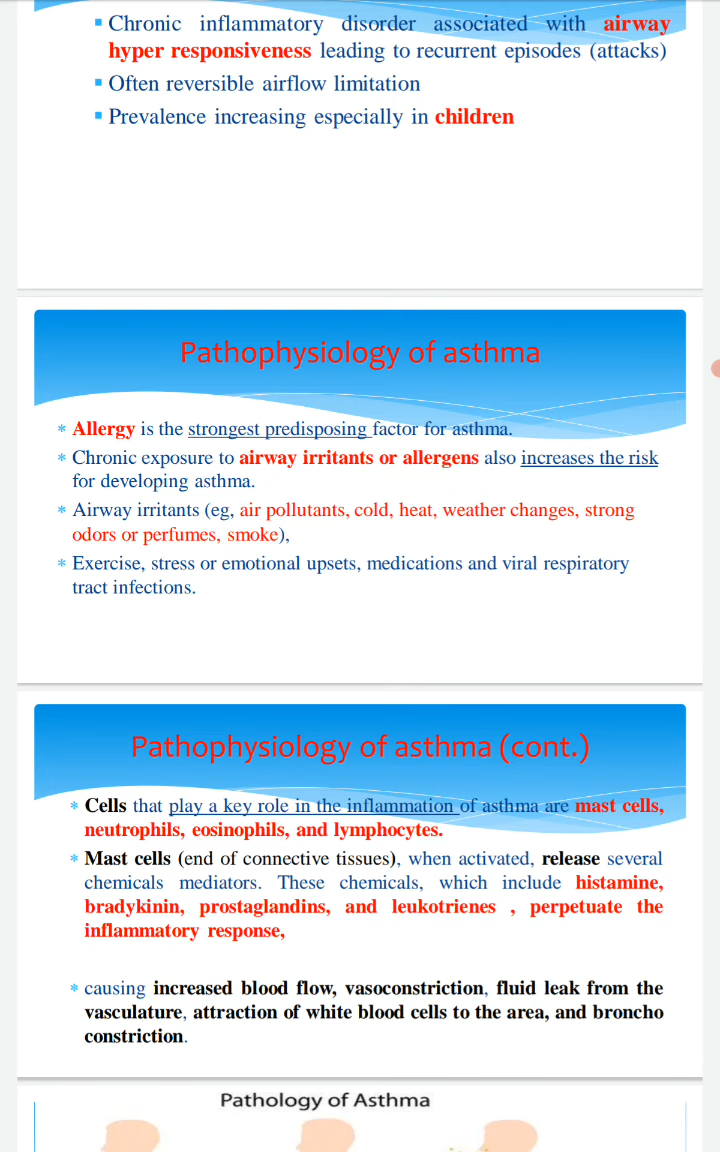 Chronic inflammatory disorder associated with airway
hyper responsiveness leading to recurrent episodes (attacks)
Often reversible airflow limitation
Prevalence increasing especially in children
Pathophysiology of asthma
Allergy is the strongest predisposing factor for asthma.
Chronic exposure to airway irritants or allergens also increases the risk
for developing asthma.
Airway irritants (eg, air pollutants, cold, heat, weather changes, strong
odors or perfumes, smoke),
Exercise, stress or emotional upsets, medications and viral respiratory
tract infections.
Pathophysiology of asthma (cont.)
Cells that play a key role in the inflammation of asthma are mast cells,
neutrophils, eosinophils, and lymphocytes.
Mast cells (end of connective tissues), when activated, release several
chemicals mediators. These chemicals, which include histamine,
bradykinin, prostaglandins, and leukotrienes , perpetuate the
inflammatory response,
causing increased blood flow, vasoconstriction, fluid leak from the
vasculature, attraction of white blood cells to the area, and broncho
constriction.
Pathology of Asthma